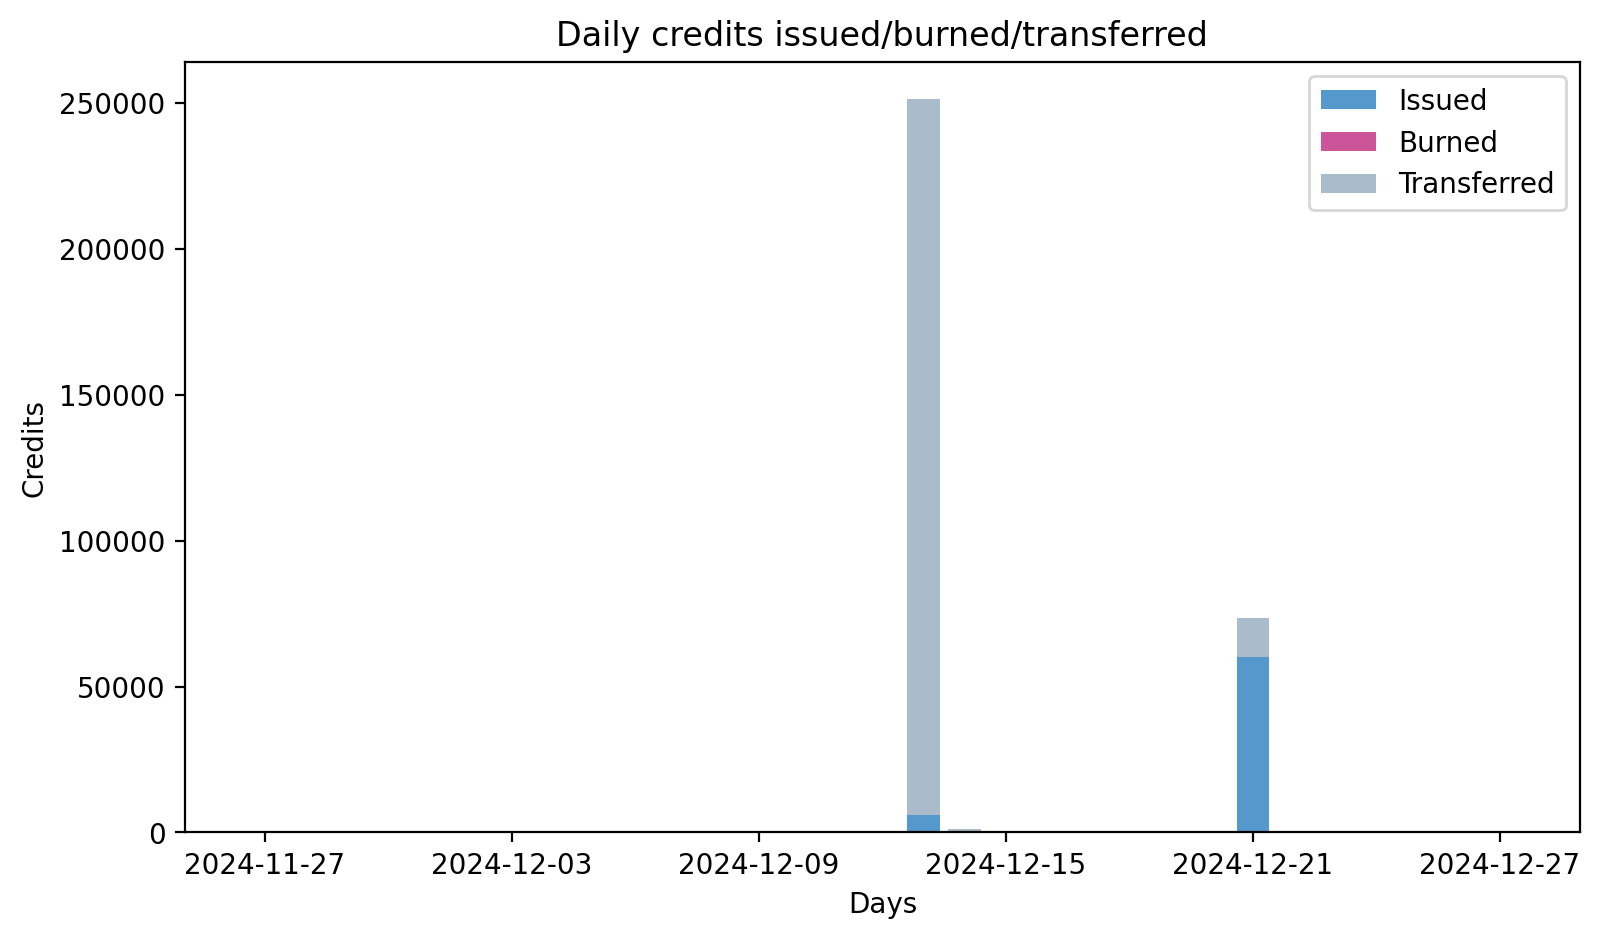 Daily credits issued/burned/transferred
Issued
Burned
Transferred
250000
200000
150000
100000
50000
0
Credits
2024-11-27 2024-12-03 2024-12-09 2024-12-15 2024-12-21 2024-12-27
Days